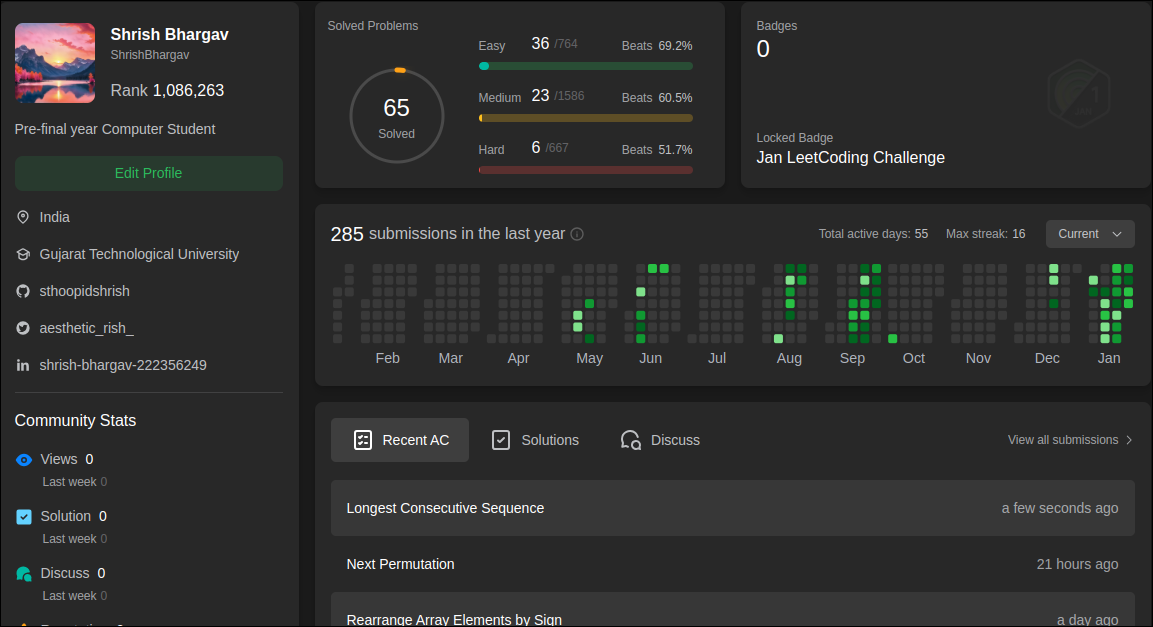 Shrish Bhargav
ShrishBhargav
Rank 1,086,263
Pre-final year Computer Student
Edit Profile
India
Gujarat Technological University
sthoopidshrish
aesthetic_rish_
shrish-bhargav-222356249
Community Stats
Views 0
Last week 0
Solution 0
Last week 0
Discuss 0
Last week 0
Solved Problems
65
Solved
Easy 36 /764 Beats 69.2%
Medium 23 /1586 Beats 60.5%
Hard 6 /667 Beats 51.7%
Badges
0
Locked Badge
Jan LeetCoding Challenge
285 submissions in the last year Total active days: 55 Max streak: 16 Current
Feb Mar Apr May Jun Jul Aug Sep Oct Nov Dec Jan
Recent AC Solutions Discuss View all submissions
Longest Consecutive Sequence a few seconds ago
Next Permutation 21 hours ago
Rearrange Array Elements by Sign a day ago